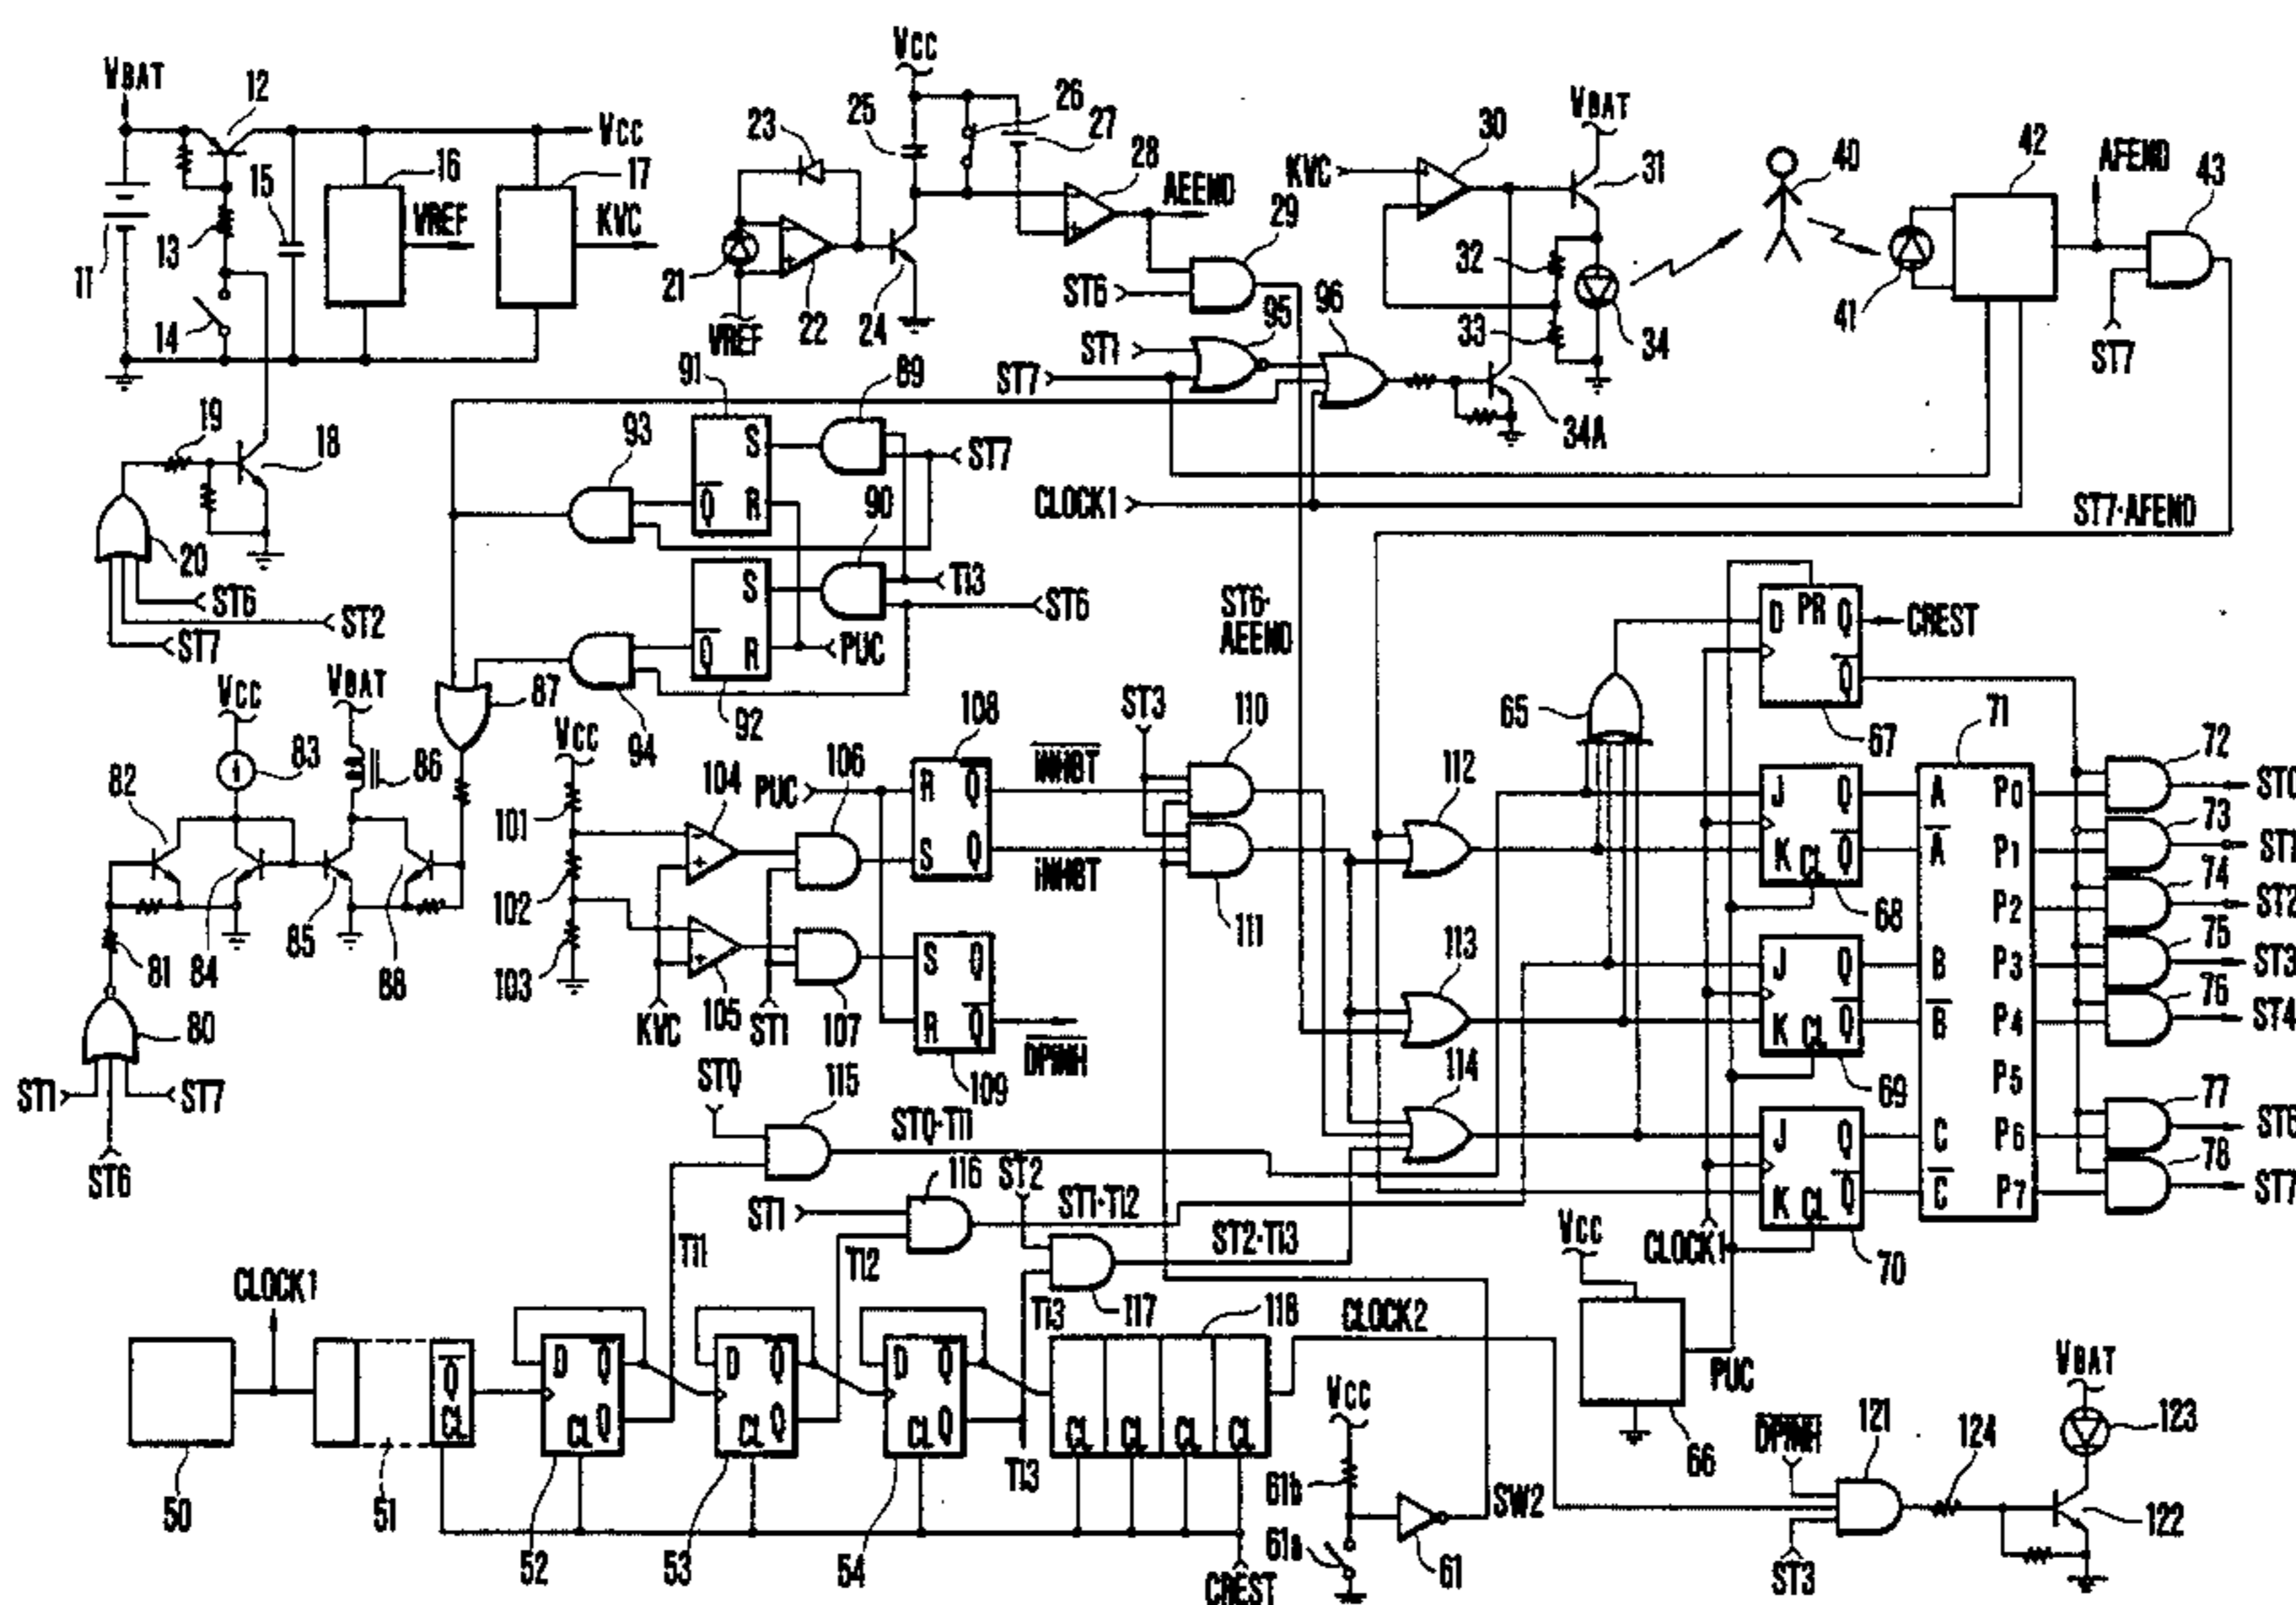 VBAT
12
Vcc
11
13
14
15
16
VREF
17
KVC
Vcc
23
25
26
27
28
AEEND
29
ST6
21
22
24
VREF
ST1
ST7
95
96
KVC
30
VBAT
31
32
33
34
34A
40
41
42
AFEND
43
ST7
19
18
20
ST6
ST2
ST7
91
S
Q
R
93
89
ST7
90
S
Q
R
92
94
Ti3
ST6
PUC
CLOCK1
ST7·AFEND
ST6·
AEEND
Vcc
VBAT
87
82
83
86
81
84
85
88
80
ST1
ST7
ST6
Vcc
101
102
103
104
105
KVC
ST1
PUC
106
107
108
R
Q
S
Q
INHBT
iNHBT
109
S
Q
R
Q
DPINH
ST3
110
111
112
113
114
65
D
PR
Q
Q
CREST
67
J
Q
K
CL
Q
68
J
Q
K
CL
Q
69
J
Q
K
CL
Q
70
71
A
A
B
B
C
C
P0
P1
P2
P3
P4
P5
P6
P7
72
ST0
73
ST1
74
ST2
75
ST3
76
ST4
77
ST6
78
ST7
CLOCK1
ST0
115
ST0·Ti1
116
ST1
ST1·Ti2
ST2
ST2·Ti3
117
Ti1
Ti2
Ti3
118
CLOCK2
CLOCK1
50
51
Q
CL
D
Q
CL
Q
52
D
Q
CL
Q
53
D
Q
CL
Q
54
Ti3
CL
CL
CL
CL
CREST
Vcc
61b
61a
61
SW2
Vcc
66
PUC
DPINH
121
ST3
124
VBAT
123
122